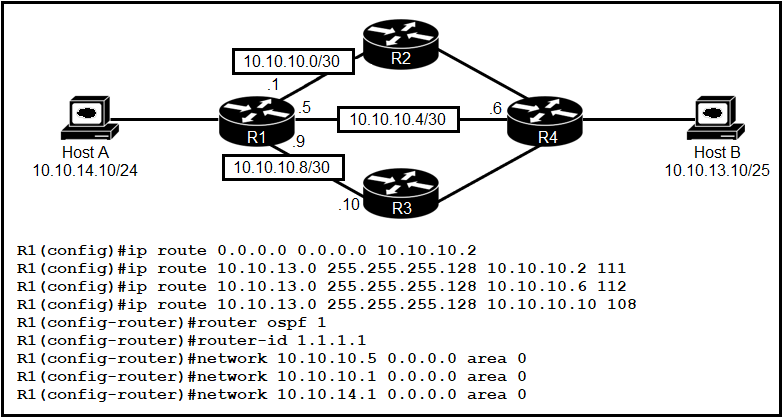 10.10.10.0/30
R2
.1
.5
10.10.10.4/30
.6
R1
R4
.9
Host A
10.10.14.10/24
Host B
10.10.13.10/25
10.10.10.8/30
.10
R3
R1(config)#ip route 0.0.0.0 0.0.0.0 10.10.10.2
R1(config)#ip route 10.10.13.0 255.255.255.128 10.10.10.2 111
R1(config)#ip route 10.10.13.0 255.255.255.128 10.10.10.6 112
R1(config)#ip route 10.10.13.0 255.255.255.128 10.10.10.10 108
R1(config-router)#router ospf 1
R1(config-router)#router-id 1.1.1.1
R1(config-router)#network 10.10.10.5 0.0.0.0 area 0
R1(config-router)#network 10.10.10.1 0.0.0.0 area 0
R1(config-router)#network 10.10.14.1 0.0.0.0 area 0